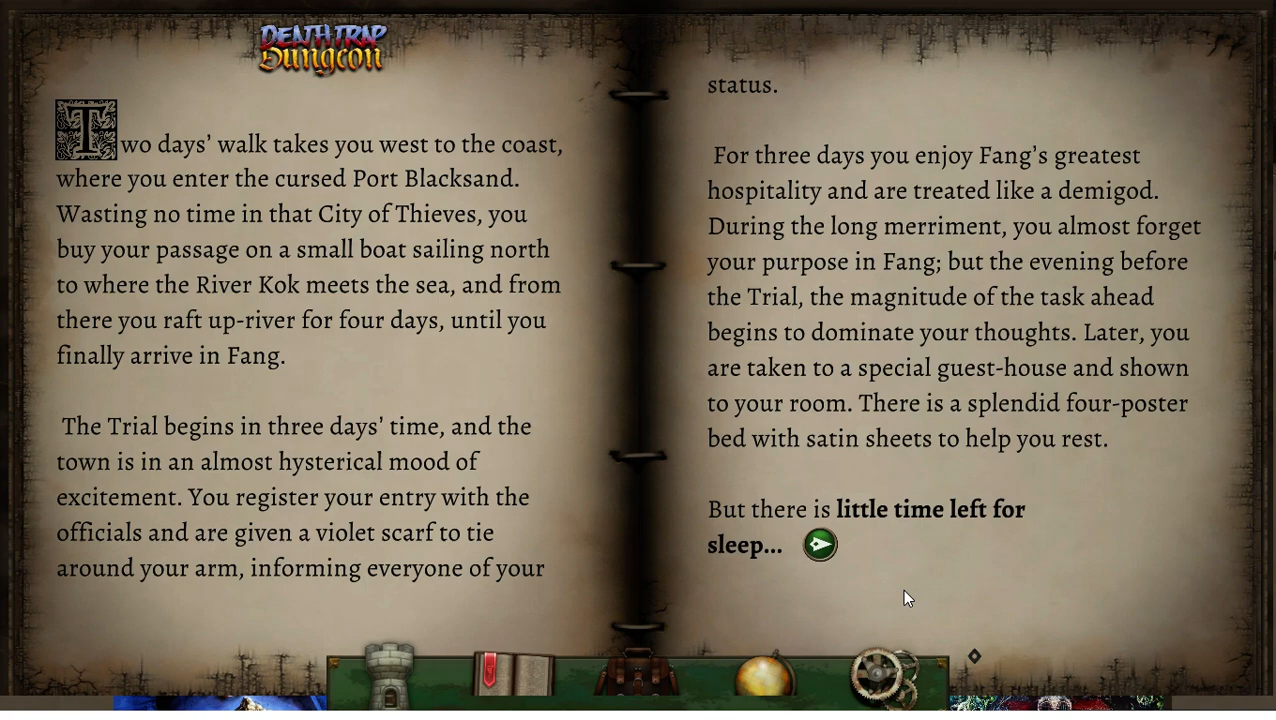 DEATHTRAP
Dungeon
Two days’ walk takes you west to the coast,
where you enter the cursed Port Blacksand.
Wasting no time in that City of Thieves, you
buy your passage on a small boat sailing north
to where the River Kok meets the sea, and from
there you raft up-river for four days, until you
finally arrive in Fang.
The Trial begins in three days’ time, and the
town is in an almost hysterical mood of
excitement. You register your entry with the
officials and are given a violet scarf to tie
around your arm, informing everyone of your
status.
For three days you enjoy Fang’s greatest
hospitality and are treated like a demigod.
During the long merriment, you almost forget
your purpose in Fang; but the evening before
the Trial, the magnitude of the task ahead
begins to dominate your thoughts. Later, you
are taken to a special guest-house and shown
to your room. There is a splendid four-poster
bed with satin sheets to help you rest.
But there is little time left for
sleep...